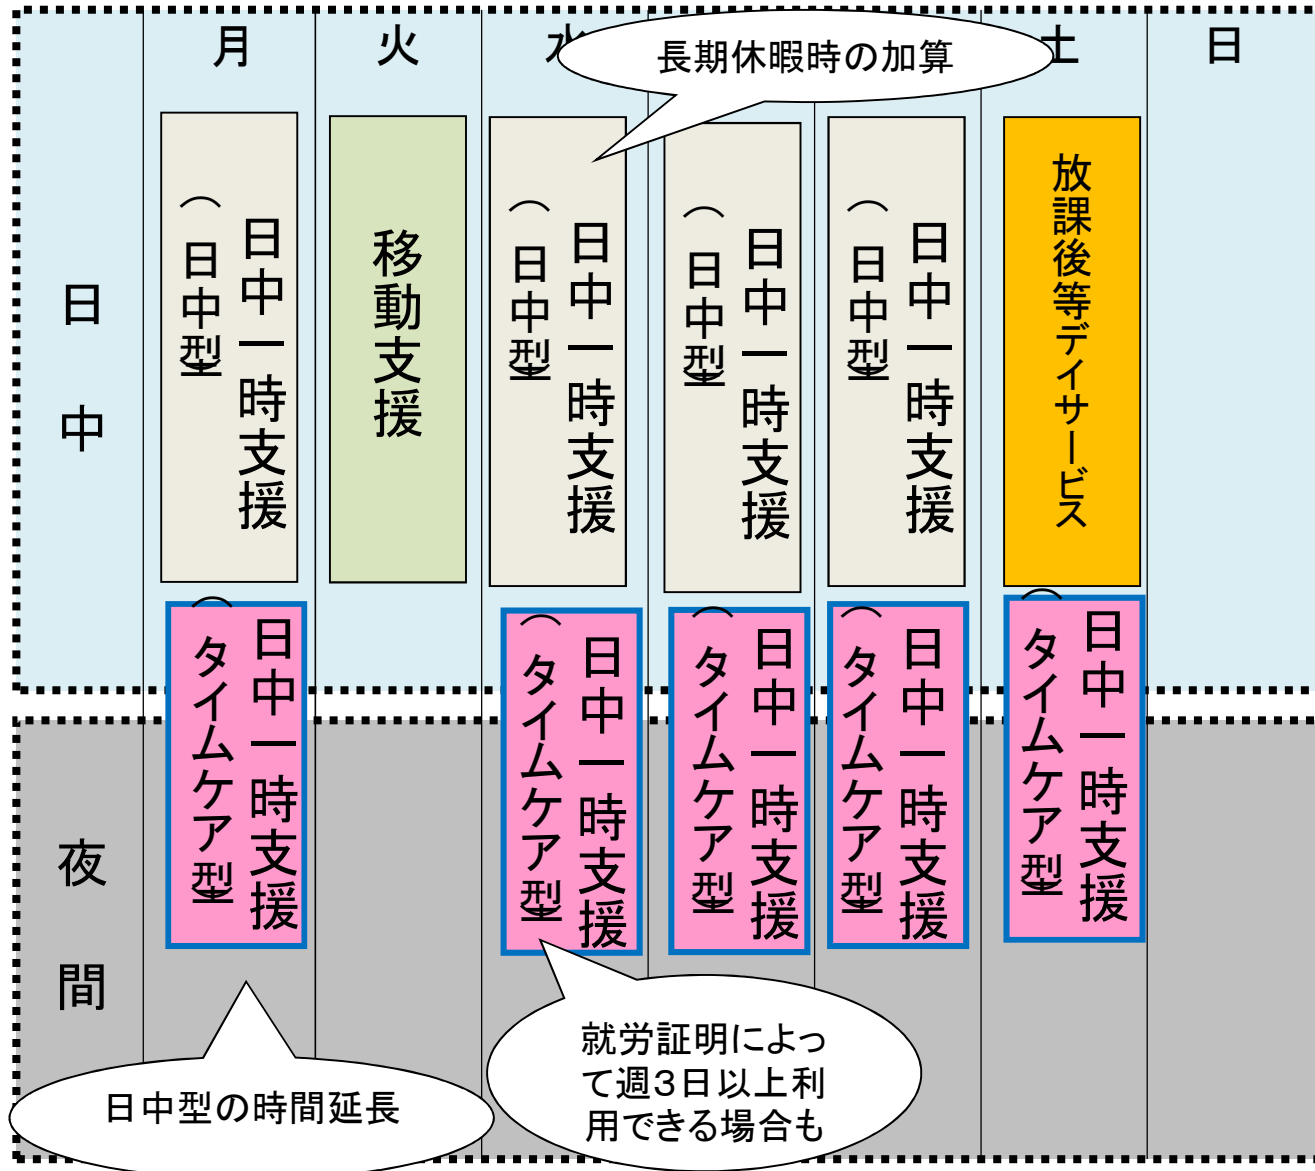 月
火
水
土
日
長期休暇時の加算
日中
日中一時支援
（日中型）
移動支援
日中一時支援
（日中型）
日中一時支援
（日中型）
日中一時支援
（日中型）
放課後等デイサービス
日中一時支援
（タイムケア型）
日中一時支援
（タイムケア型）
日中一時支援
（タイムケア型）
日中一時支援
（タイムケア型）
日中一時支援
（タイムケア型）
夜間
日中型の時間延長
就労証明によっ
て週３日以上利
用できる場合も